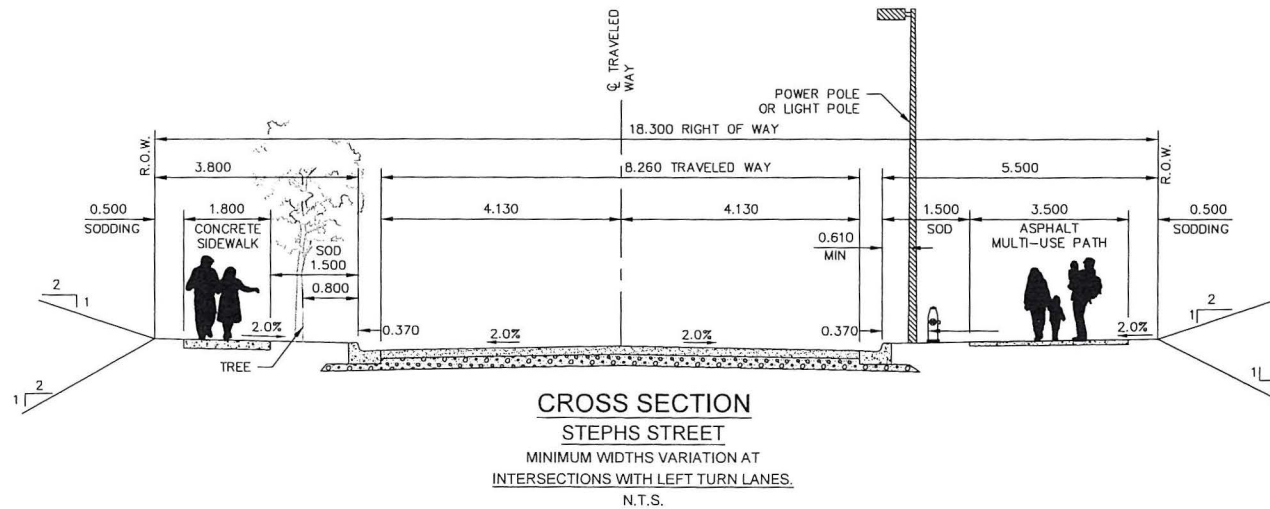 ℄ TRAVELED
WAY
POWER POLE
OR LIGHT POLE
18.300 RIGHT OF WAY
R.O.W.
R.O.W.
3.800
8.260 TRAVELED WAY
5.500
0.500
SODDING
1.800
CONCRETE
SIDEWALK
4.130
4.130
1.500
SOD
3.500
ASPHALT
MULTI-USE PATH
0.500
SODDING
SOD
1.500
0.610
MIN
0.800
2
1
2
1
2.0%
0.370
2.0%
2.0%
0.370
2.0%
TREE
2
1
1
CROSS SECTION
STEPHS STREET
MINIMUM WIDTHS VARIATION AT
INTERSECTIONS WITH LEFT TURN LANES.
N.T.S.